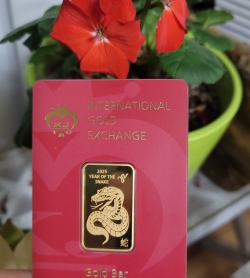 INTERNATIONAL
GOLD
EXCHANGE
2025
YEAR OF THE
SNAKE
蛇
Gold Bar